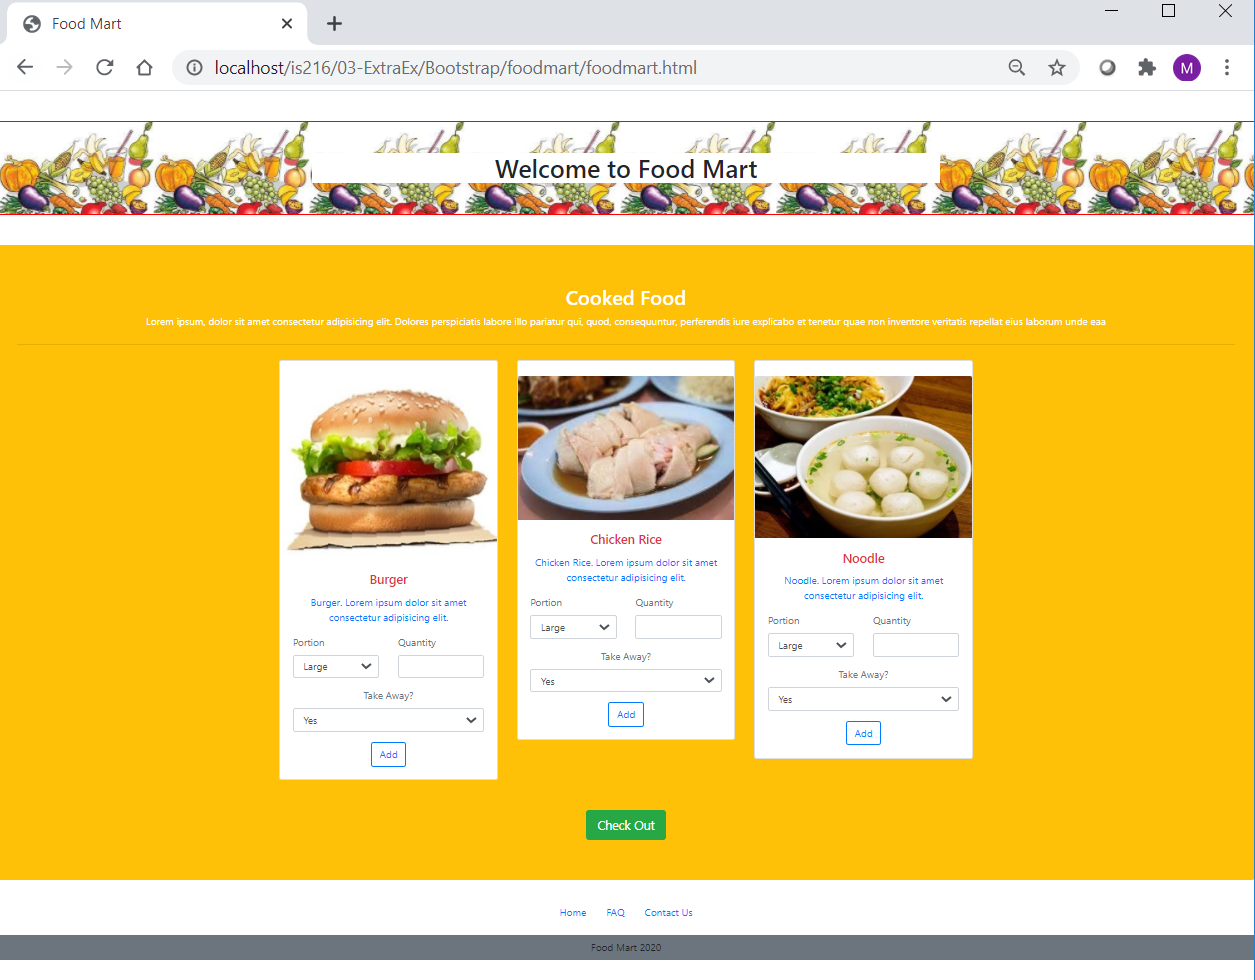 Food Mart
localhost/is216/03-ExtraEx/Bootstrap/foodmart/foodmart.html
M
Welcome to Food Mart
Cooked Food
Lorem ipsum, dolor sit amet consectetur adipisicing elit. Dolores perspiciatis labore illo pariatur qui, quod, consequuntur, perferendis iure explicabo et tenetur quae non inventore veritatis repellat eius laborum unde eaa
Burger
Burger. Lorem ipsum dolor sit amet
consectetur adipisicing elit.
Portion Quantity
Large
Take Away?
Yes
Add
Chicken Rice
Chicken Rice. Lorem ipsum dolor sit amet
consectetur adipisicing elit.
Portion Quantity
Large
Take Away?
Yes
Add
Noodle
Noodle. Lorem ipsum dolor sit amet
consectetur adipisicing elit.
Portion Quantity
Large
Take Away?
Yes
Add
Check Out
Home FAQ Contact Us
Food Mart 2020